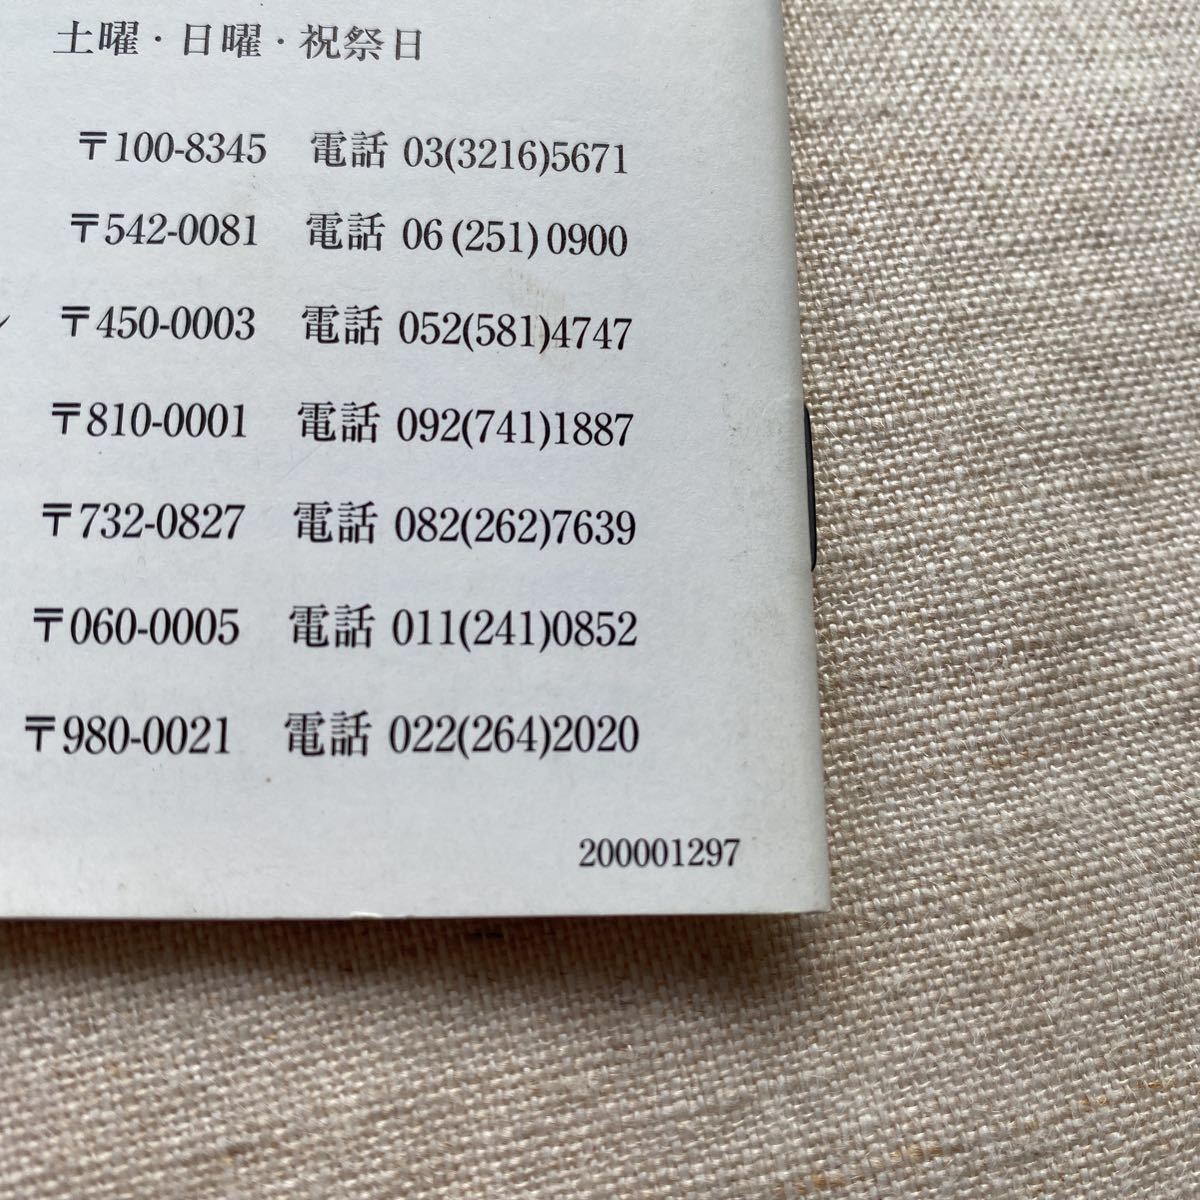 土曜・日曜・祝祭日
〒100-8345 電話 03(3216)5671
〒542-0081 電話 06(251)0900
〒450-0003 電話 052(581)4747
〒810-0001 電話 092(741)1887
〒732-0827 電話 082(262)7639
〒060-0005 電話 011(241)0852
〒980-0021 電話 022(264)2020
200001297